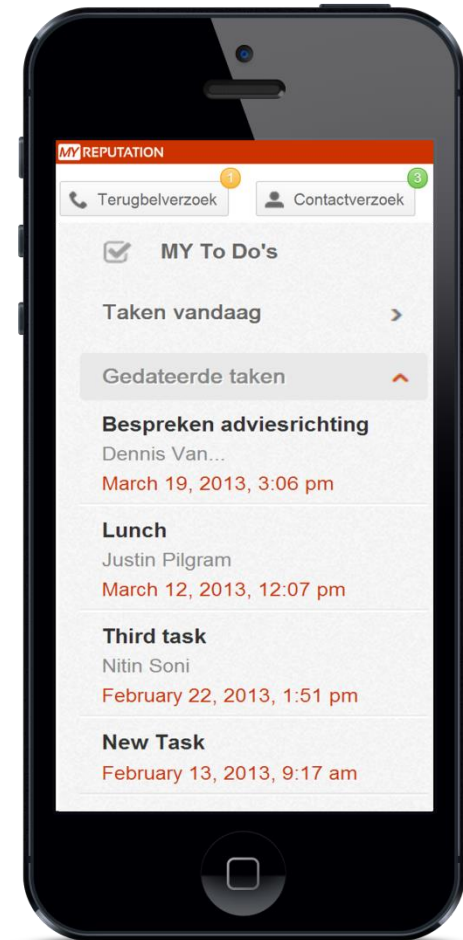 MY REPUTATION
1
3
Terugbelverzoek
Contactverzoek
MY To Do's
Taken vandaag
Gedateerde taken
Bespreken adviesrichting
Dennis Van...
March 19, 2013, 3:06 pm
Lunch
Justin Pilgram
March 12, 2013, 12:07 pm
Third task
Nitin Soni
February 22, 2013, 1:51 pm
New Task
February 13, 2013, 9:17 am